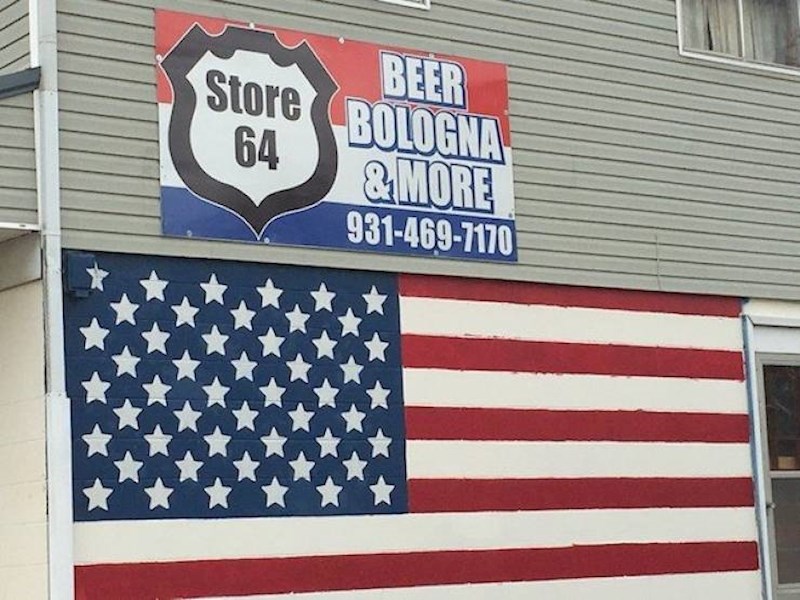 Store
64
BEER
BOLOGNA
& MORE
931-469-7170